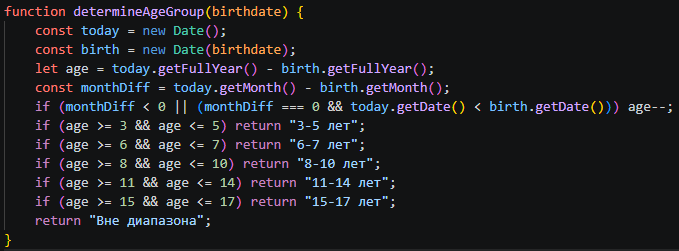 function determineAgeGroup(birthdate) {
    const today = new Date();
    const birth = new Date(birthdate);
    let age = today.getFullYear() - birth.getFullYear();
    const monthDiff = today.getMonth() - birth.getMonth();
    if (monthDiff < 0 || (monthDiff === 0 && today.getDate() < birth.getDate())) age--;
    if (age >= 3 && age <= 5) return "3-5 лет";
    if (age >= 6 && age <= 7) return "6-7 лет";
    if (age >= 8 && age <= 10) return "8-10 лет";
    if (age >= 11 && age <= 14) return "11-14 лет";
    if (age >= 15 && age <= 17) return "15-17 лет";
    return "Вне диапазона";
}